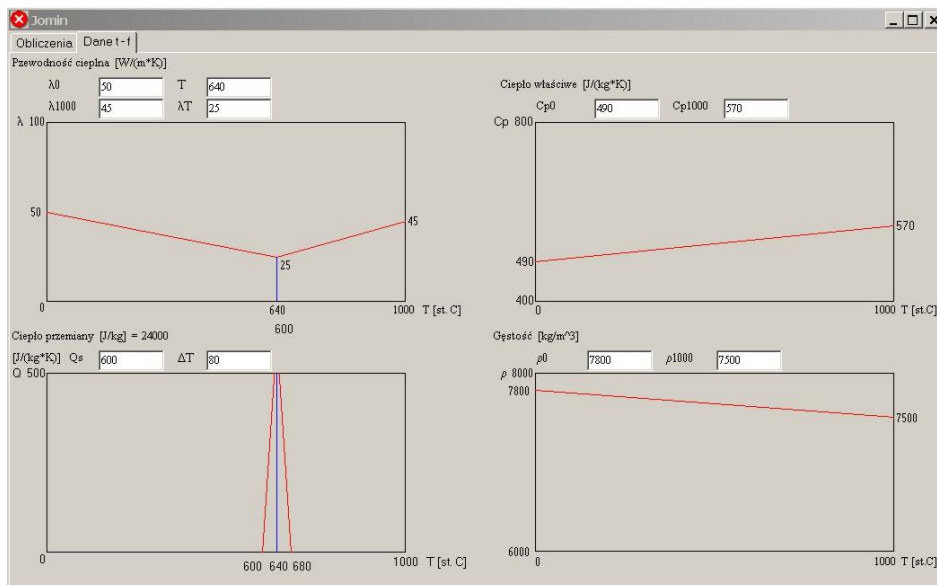 Jomin
Obliczenia Dane t-f
Pzewodność cieplna [W/(m*K)]
λ0 50 T 640
λ1000 45 λT 25
λ 100
50
45
25
0 640 1000 T [st. C]
600
Ciepło właściwe [J/(kg*K)]
Cp0 490 Cp1000 570
Cp 800
570
490
400
0 1000 T [st.C]
Ciepło przemiany [J/kg] = 24000
[J/(kg*K)] Qs 600 ΔT 80
Q 500
0 600 640 680 1000 T [st. C]
Gęstość [kg/m^3]
ρ0 7800 ρ1000 7500
ρ 8000
7800
7500
6000
0 1000 T [st.C]